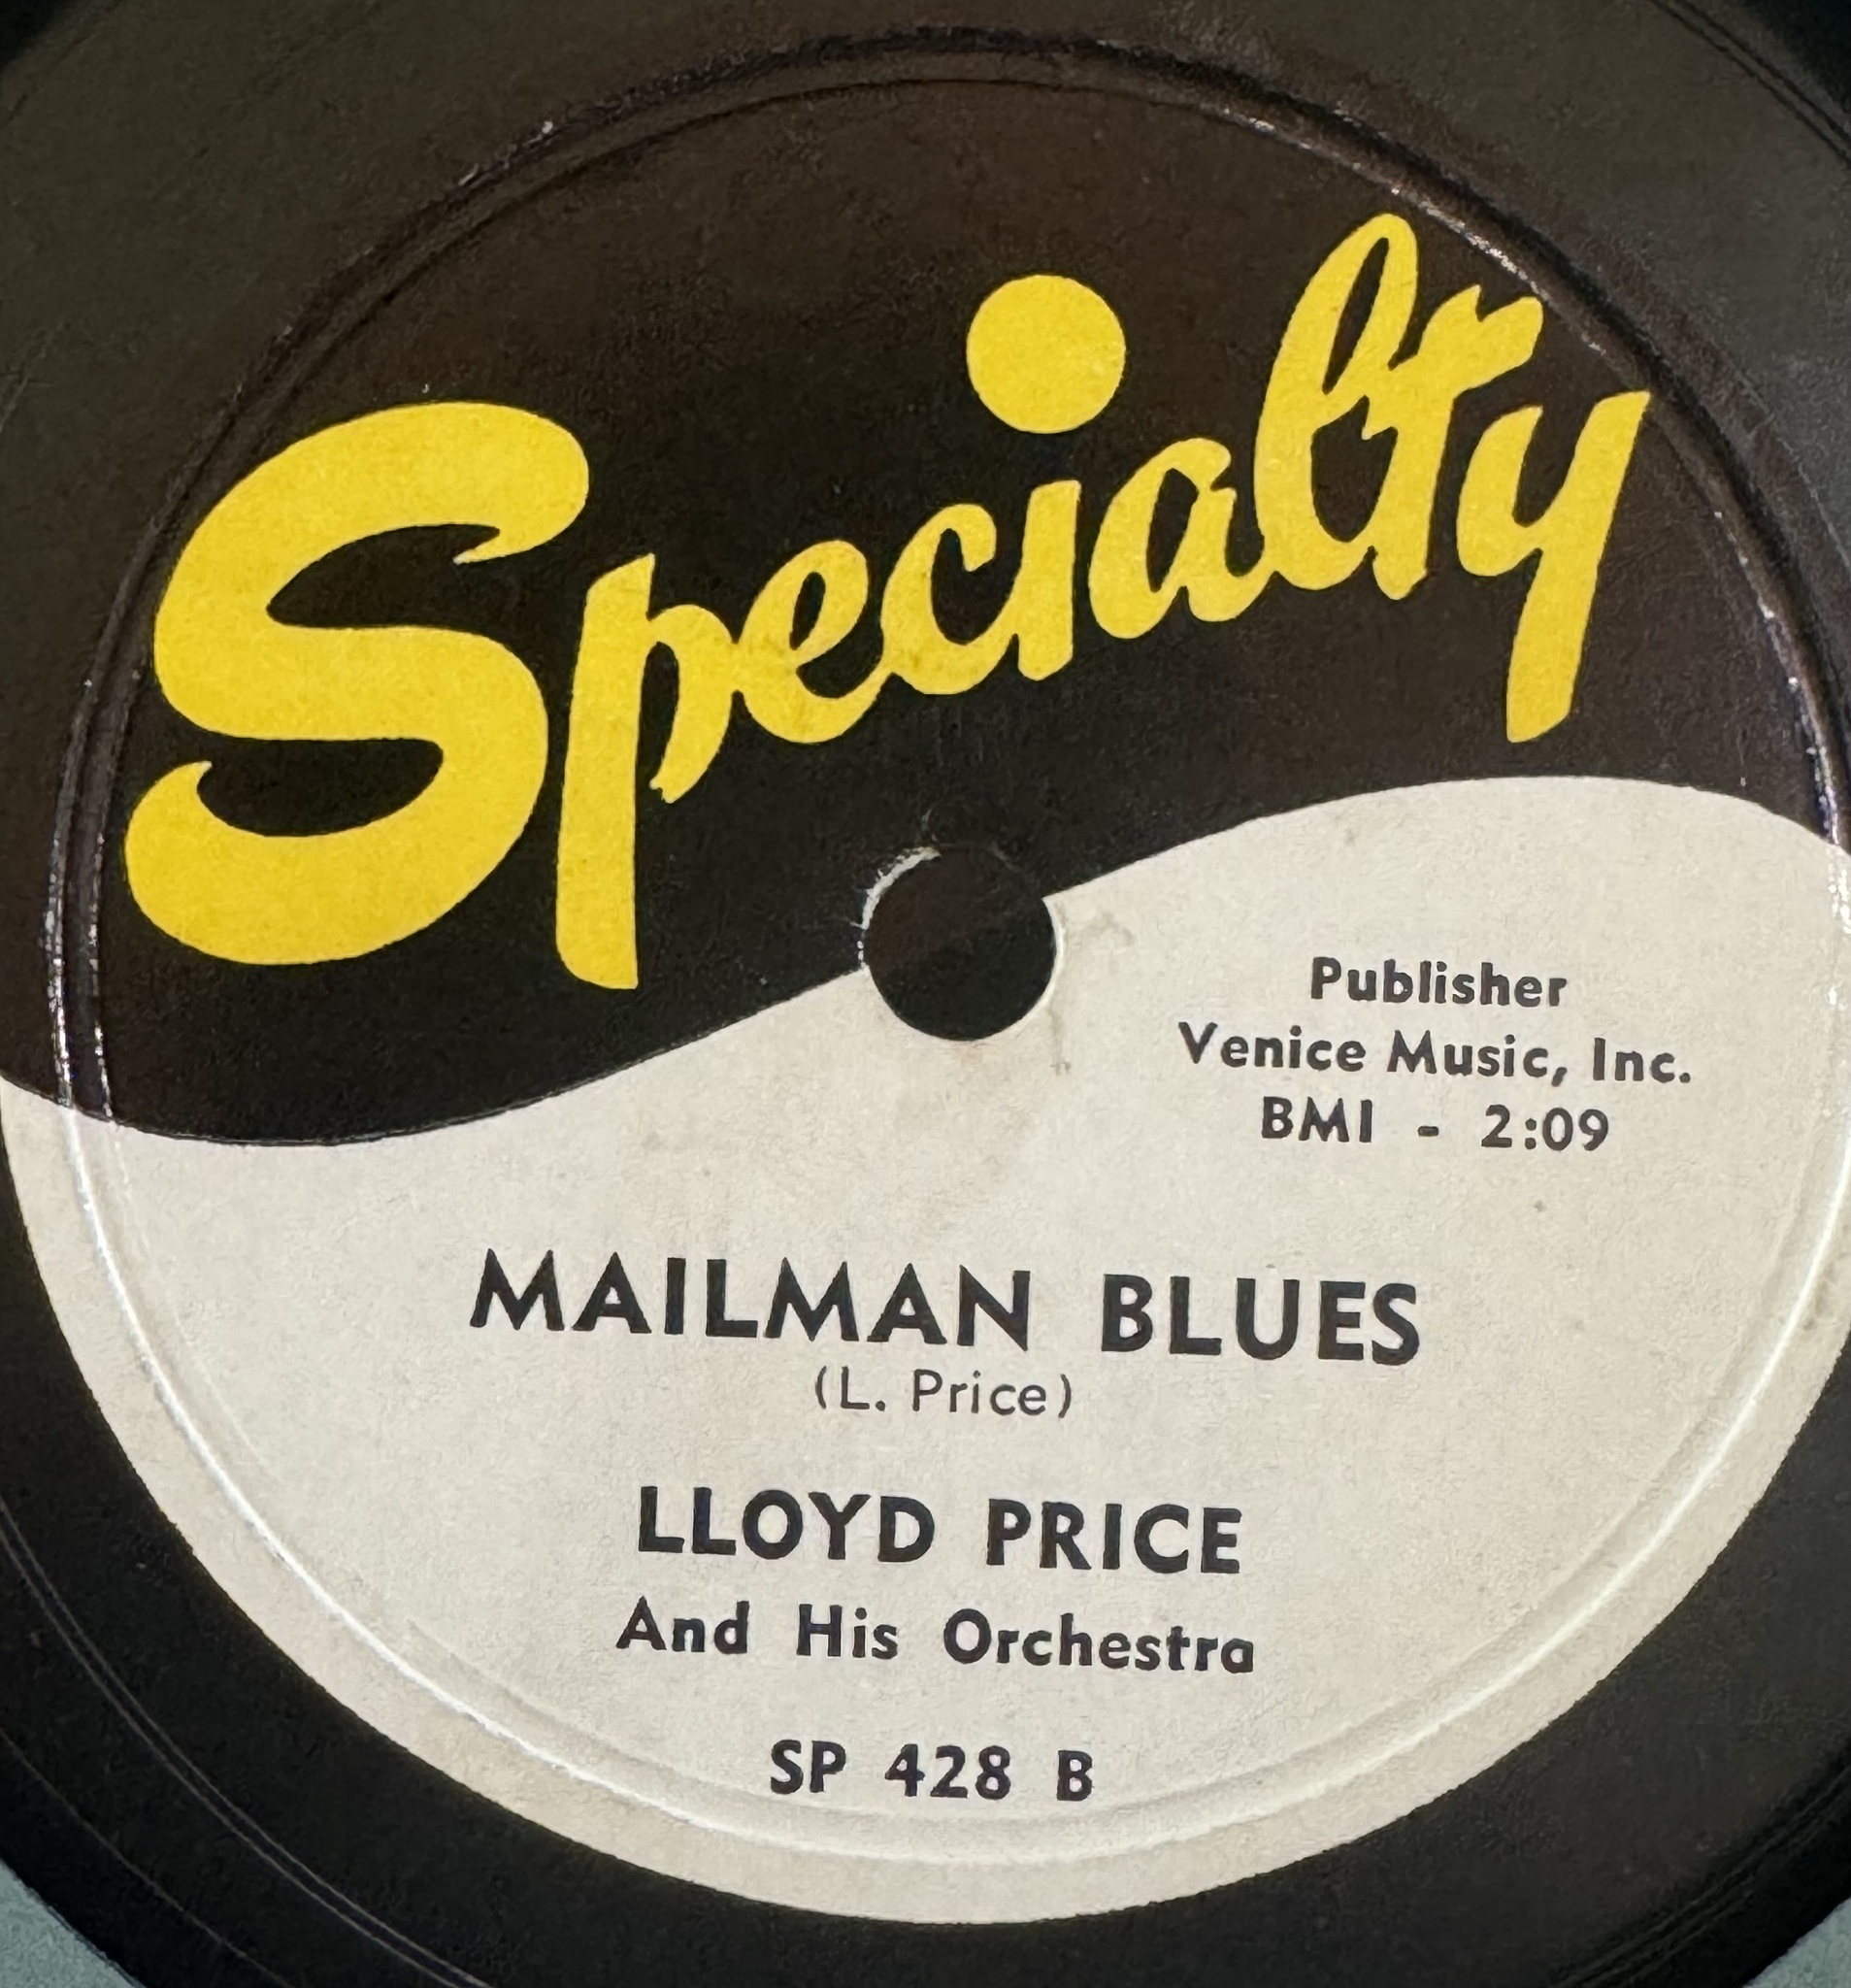 Specialty
Publisher
Venice Music, Inc.
BMI - 2:09
MAILMAN BLUES
(L. Price)
LLOYD PRICE
And His Orchestra
SP 428 B